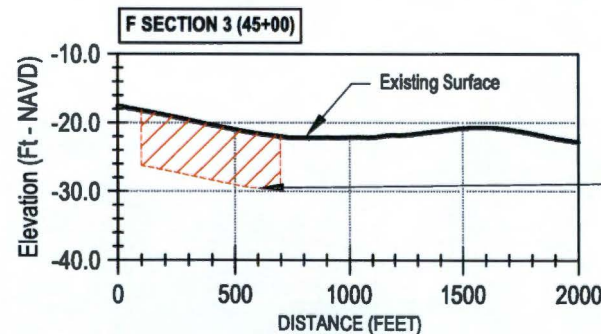 F SECTION 3 (45+00)
Elevation (Ft - NAVD)
-10.0
-20.0
-30.0
-40.0
Existing Surface
0
500
1000
1500
2000
DISTANCE (FEET)